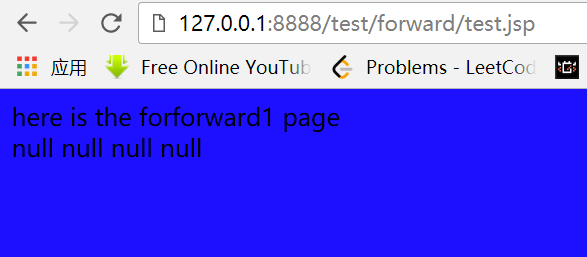 127.0.0.1:8888/test/forward/test.jsp
应用 Free Online YouTub Problems - LeetCod
here is the forforward1 page
null null null null